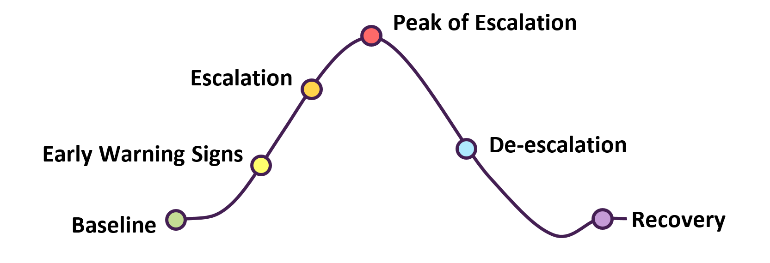 Peak of Escalation
Escalation
Early Warning Signs
De-escalation
Baseline
Recovery